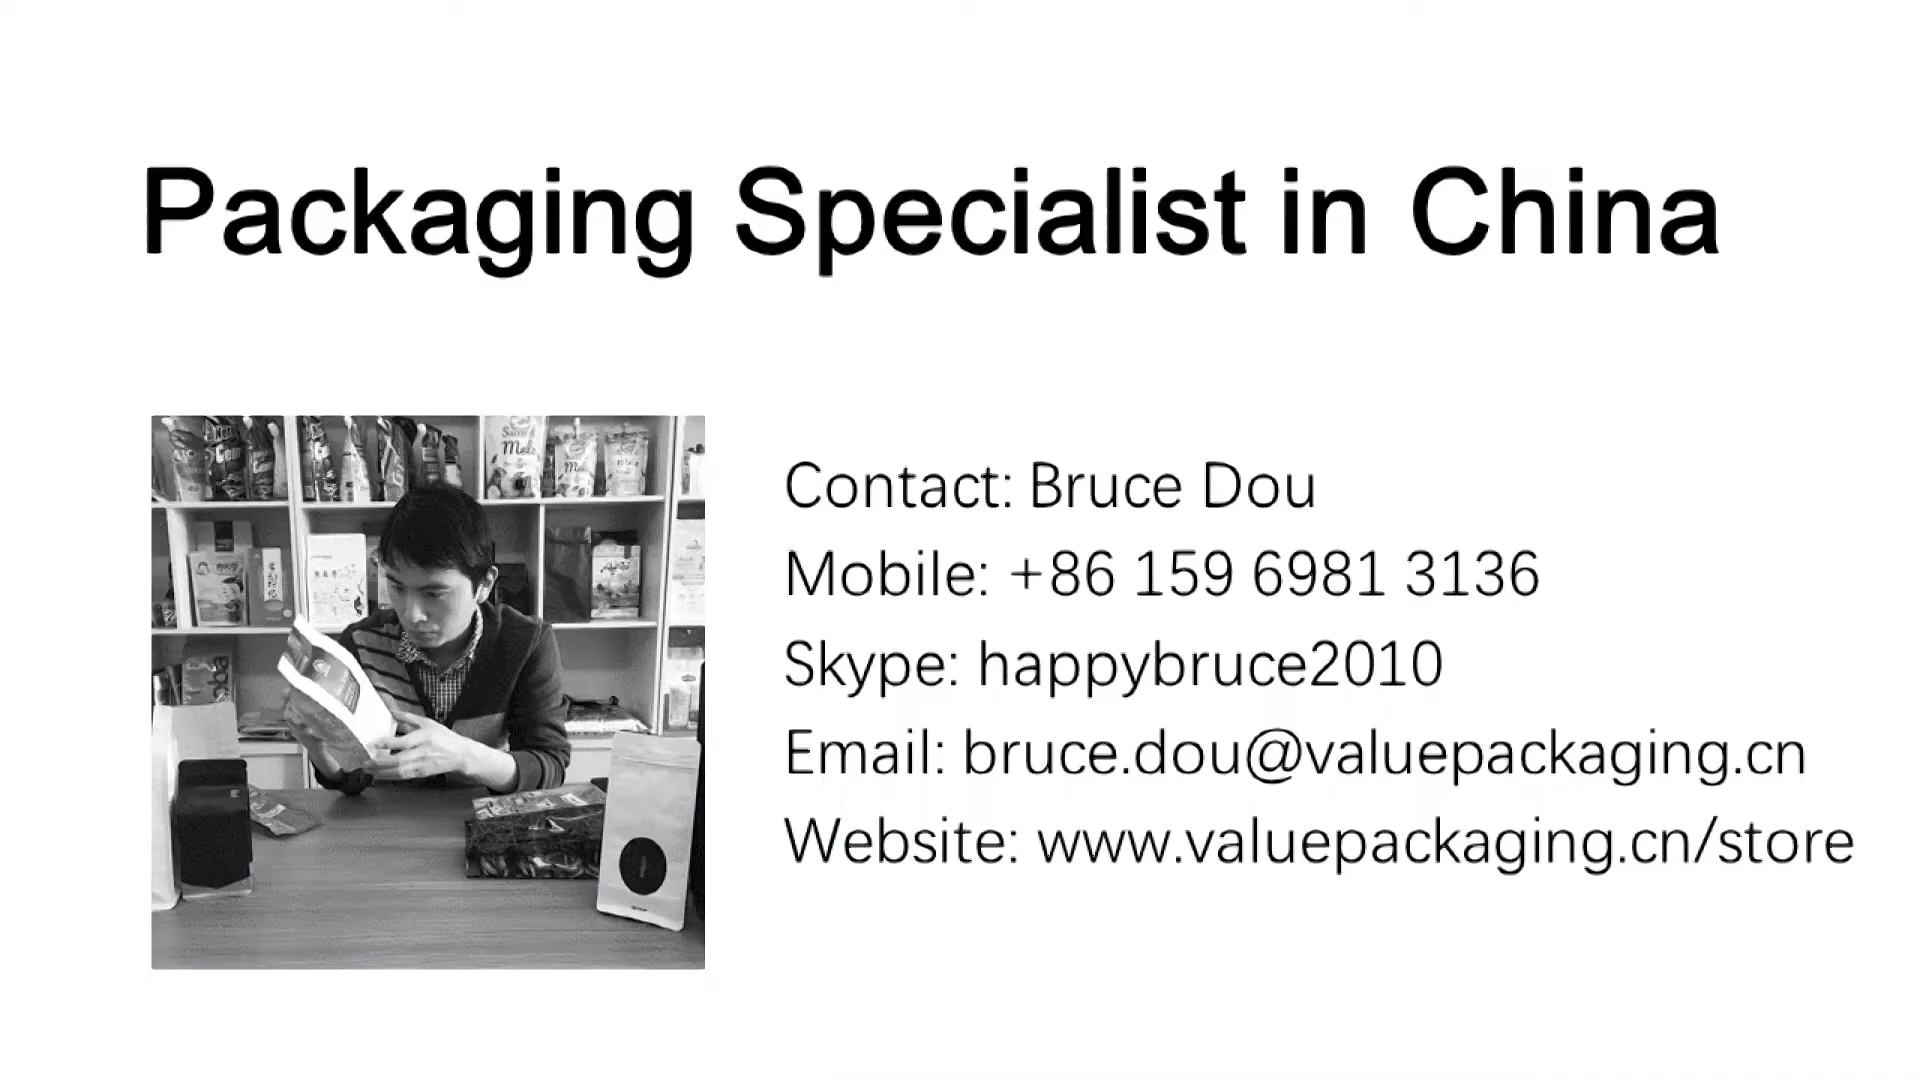 Packaging Specialist in China
Contact: Bruce Dou
Mobile: +86 159 6981 3136
Skype: happybruce2010
Email: bruce.dou@valuepackaging.cn
Website: www.valuepackaging.cn/store